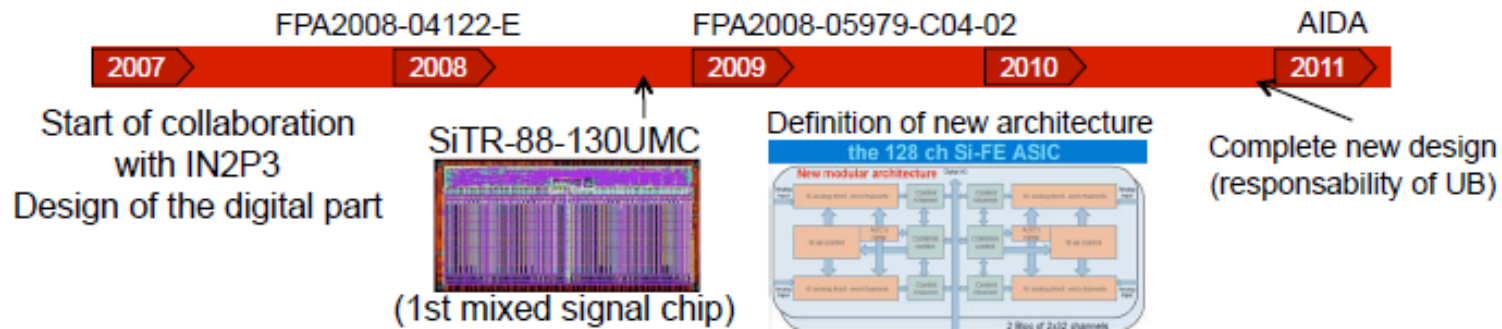 FPA2008-04122-E
FPA2008-05979-C04-02
AIDA
2007
2008
2009
2010
2011
Start of collaboration
with IN2P3
Design of the digital part
SiTR-88-130UMC
(1st mixed signal chip)
Definition of new architecture
the 128 ch Si-FE ASIC
New modular architecture
Complete new design
(responsability of UB)